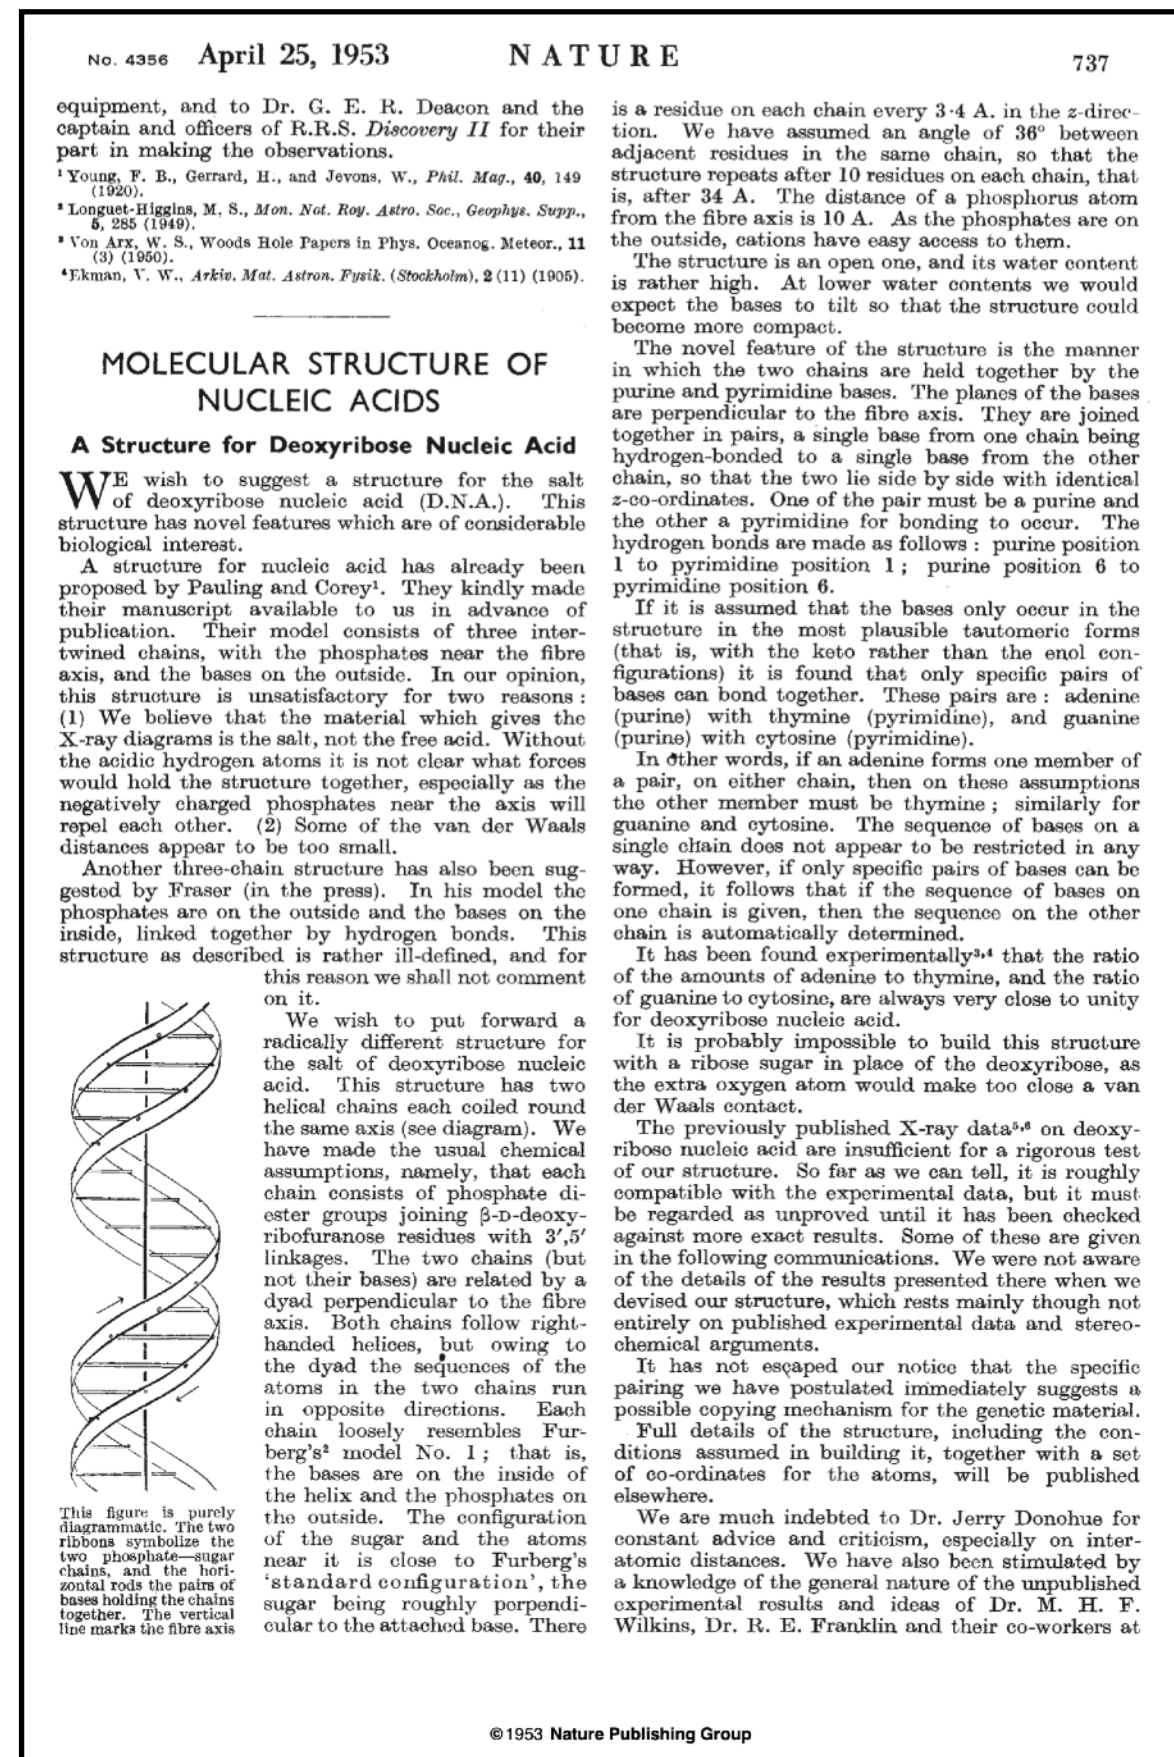 No. 4356 April 25, 1953 NATURE 737
equipment, and to Dr. G. E. R. Deacon and the
captain and officers of R.R.S. Discovery II for their
part in making the observations.
¹ Young, F. B., Gerrard, H., and Jevons, W., Phil. Mag., 40, 149
(1920).
² Longuet-Higgins, M. S., Mon. Not. Roy. Astro. Soc., Geophys. Supp.,
5, 285 (1949).
³ Von Arx, W. S., Woods Hole Papers in Phys. Oceanog. Meteor., 11
(3) (1950).
⁴ Ekman, V. W., Arkiv. Mat. Astron. Fysik. (Stockholm), 2 (11) (1905).
MOLECULAR STRUCTURE OF
NUCLEIC ACIDS
A Structure for Deoxyribose Nucleic Acid
WE wish to suggest a structure for the salt
of deoxyribose nucleic acid (D.N.A.). This
structure has novel features which are of considerable
biological interest.
A structure for nucleic acid has already been
proposed by Pauling and Corey¹. They kindly made
their manuscript available to us in advance of
publication. Their model consists of three inter-
twined chains, with the phosphates near the fibre
axis, and the bases on the outside. In our opinion,
this structure is unsatisfactory for two reasons :
(1) We believe that the material which gives the
X-ray diagrams is the salt, not the free acid. Without
the acidic hydrogen atoms it is not clear what forces
would hold the structure together, especially as the
negatively charged phosphates near the axis will
repel each other. (2) Some of the van der Waals
distances appear to be too small.
Another three-chain structure has also been sug-
gested by Fraser (in the press). In his model the
phosphates are on the outside and the bases on the
inside, linked together by hydrogen bonds. This
structure as described is rather ill-defined, and for
this reason we shall not comment
on it.
We wish to put forward a
radically different structure for
the salt of deoxyribose nucleic
acid. This structure has two
helical chains each coiled round
the same axis (see diagram). We
have made the usual chemical
assumptions, namely, that each
chain consists of phosphate di-
ester groups joining β-D-deoxy-
ribofuranose residues with 3′,5′
linkages. The two chains (but
not their bases) are related by a
dyad perpendicular to the fibre
axis. Both chains follow right-
handed helices, but owing to
the dyad the sequences of the
atoms in the two chains run
in opposite directions. Each
chain loosely resembles Fur-
berg's² model No. 1 ; that is,
the bases are on the inside of
the helix and the phosphates on
the outside. The configuration
of the sugar and the atoms
near it is close to Furberg's
'standard configuration', the
sugar being roughly perpendi-
cular to the attached base. There
This figure is purely
diagrammatic. The two
ribbons symbolize the
two phosphate—sugar
chains, and the hori-
zontal rods the pairs of
bases holding the chains
together. The vertical
line marks the fibre axis
is a residue on each chain every 3·4 A. in the z-direc-
tion. We have assumed an angle of 36° between
adjacent residues in the same chain, so that the
structure repeats after 10 residues on each chain, that
is, after 34 A. The distance of a phosphorus atom
from the fibre axis is 10 A. As the phosphates are on
the outside, cations have easy access to them.
The structure is an open one, and its water content
is rather high. At lower water contents we would
expect the bases to tilt so that the structure could
become more compact.
The novel feature of the structure is the manner
in which the two chains are held together by the
purine and pyrimidine bases. The planes of the bases
are perpendicular to the fibre axis. They are joined
together in pairs, a single base from one chain being
hydrogen-bonded to a single base from the other
chain, so that the two lie side by side with identical
z-co-ordinates. One of the pair must be a purine and
the other a pyrimidine for bonding to occur. The
hydrogen bonds are made as follows : purine position
1 to pyrimidine position 1 ; purine position 6 to
pyrimidine position 6.
If it is assumed that the bases only occur in the
structure in the most plausible tautomeric forms
(that is, with the keto rather than the enol con-
figurations) it is found that only specific pairs of
bases can bond together. These pairs are : adenine
(purine) with thymine (pyrimidine), and guanine
(purine) with cytosine (pyrimidine).
In other words, if an adenine forms one member of
a pair, on either chain, then on these assumptions
the other member must be thymine ; similarly for
guanine and cytosine. The sequence of bases on a
single chain does not appear to be restricted in any
way. However, if only specific pairs of bases can be
formed, it follows that if the sequence of bases on
one chain is given, then the sequence on the other
chain is automatically determined.
It has been found experimentally³,⁴ that the ratio
of the amounts of adenine to thymine, and the ratio
of guanine to cytosine, are always very close to unity
for deoxyribose nucleic acid.
It is probably impossible to build this structure
with a ribose sugar in place of the deoxyribose, as
the extra oxygen atom would make too close a van
der Waals contact.
The previously published X-ray data⁵,⁶ on deoxy-
ribose nucleic acid are insufficient for a rigorous test
of our structure. So far as we can tell, it is roughly
compatible with the experimental data, but it must
be regarded as unproved until it has been checked
against more exact results. Some of these are given
in the following communications. We were not aware
of the details of the results presented there when we
devised our structure, which rests mainly though not
entirely on published experimental data and stereo-
chemical arguments.
It has not escaped our notice that the specific
pairing we have postulated immediately suggests a
possible copying mechanism for the genetic material.
Full details of the structure, including the con-
ditions assumed in building it, together with a set
of co-ordinates for the atoms, will be published
elsewhere.
We are much indebted to Dr. Jerry Donohue for
constant advice and criticism, especially on inter-
atomic distances. We have also been stimulated by
a knowledge of the general nature of the unpublished
experimental results and ideas of Dr. M. H. F.
Wilkins, Dr. R. E. Franklin and their co-workers at
©1953 Nature Publishing Group